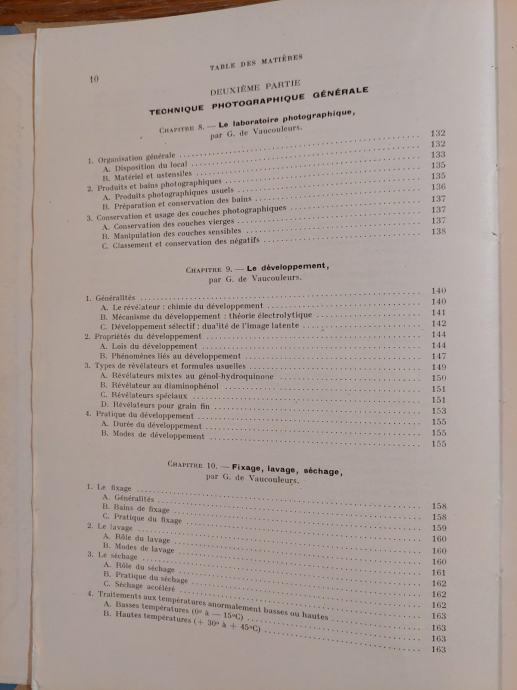 10
TABLE DES MATIÈRES
DEUXIÈME PARTIE
TECHNIQUE PHOTOGRAPHIQUE GÉNÉRALE
CHAPITRE 8. — Le laboratoire photographique,
par G. de Vaucouleurs.
1. Organisation générale 132
A. Disposition du local 132
B. Matériel et ustensiles 133
2. Produits et bains photographiques 135
A. Produits photographiques usuels 135
B. Préparation et conservation des bains 136
3. Conservation et usage des couches photographiques 137
A. Conservation des couches vierges 137
B. Manipulation des couches sensibles 137
C. Classement et conservation des négatifs 138
CHAPITRE 9. — Le développement,
par G. de Vaucouleurs.
1. Généralités 140
A. Le révélateur : chimie du développement 140
B. Mécanisme du développement : théorie électrolytique 141
C. Développement sélectif : dualité de l'image latente 142
2. Propriétés du développement 144
A. Lois du développement 144
B. Phénomènes liés au développement 147
3. Types de révélateurs et formules usuelles 149
A. Révélateurs mixtes au génol-hydroquinone 150
B. Révélateur au diaminophénol 151
C. Révélateurs spéciaux 151
D. Révélateurs pour grain fin 153
4. Pratique du développement 155
A. Durée du développement 155
B. Modes de développement 155
CHAPITRE 10. — Fixage, lavage, séchage,
par G. de Vaucouleurs.
1. Le fixage 158
A. Généralités 158
B. Bains de fixage 159
C. Pratique du fixage 160
2. Le lavage 160
A. Rôle du lavage 160
B. Modes de lavage 161
3. Le séchage 162
A. Rôle du séchage 162
B. Pratique du séchage 162
C. Séchage accéléré 163
4. Traitements aux températures anormalement basses ou hautes 163
A. Basses températures (0° à — 15°C) 163
B. Hautes températures (+ 30° à + 45°C) 163